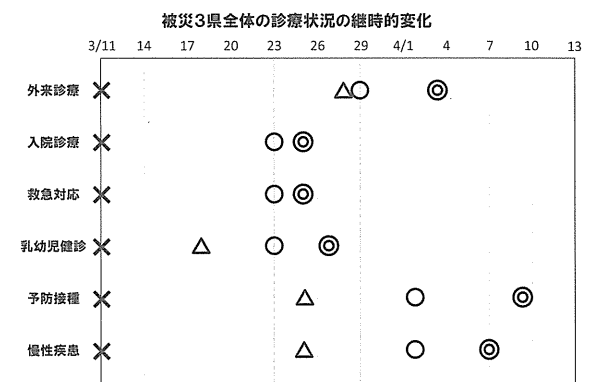 被災3県全体の診療状況の継時的変化
3/11 14 17 20 23 26 29 4/1 4 7 10 13
外来診療
入院診療
救急対応
乳幼児健診
予防接種
慢性疾患